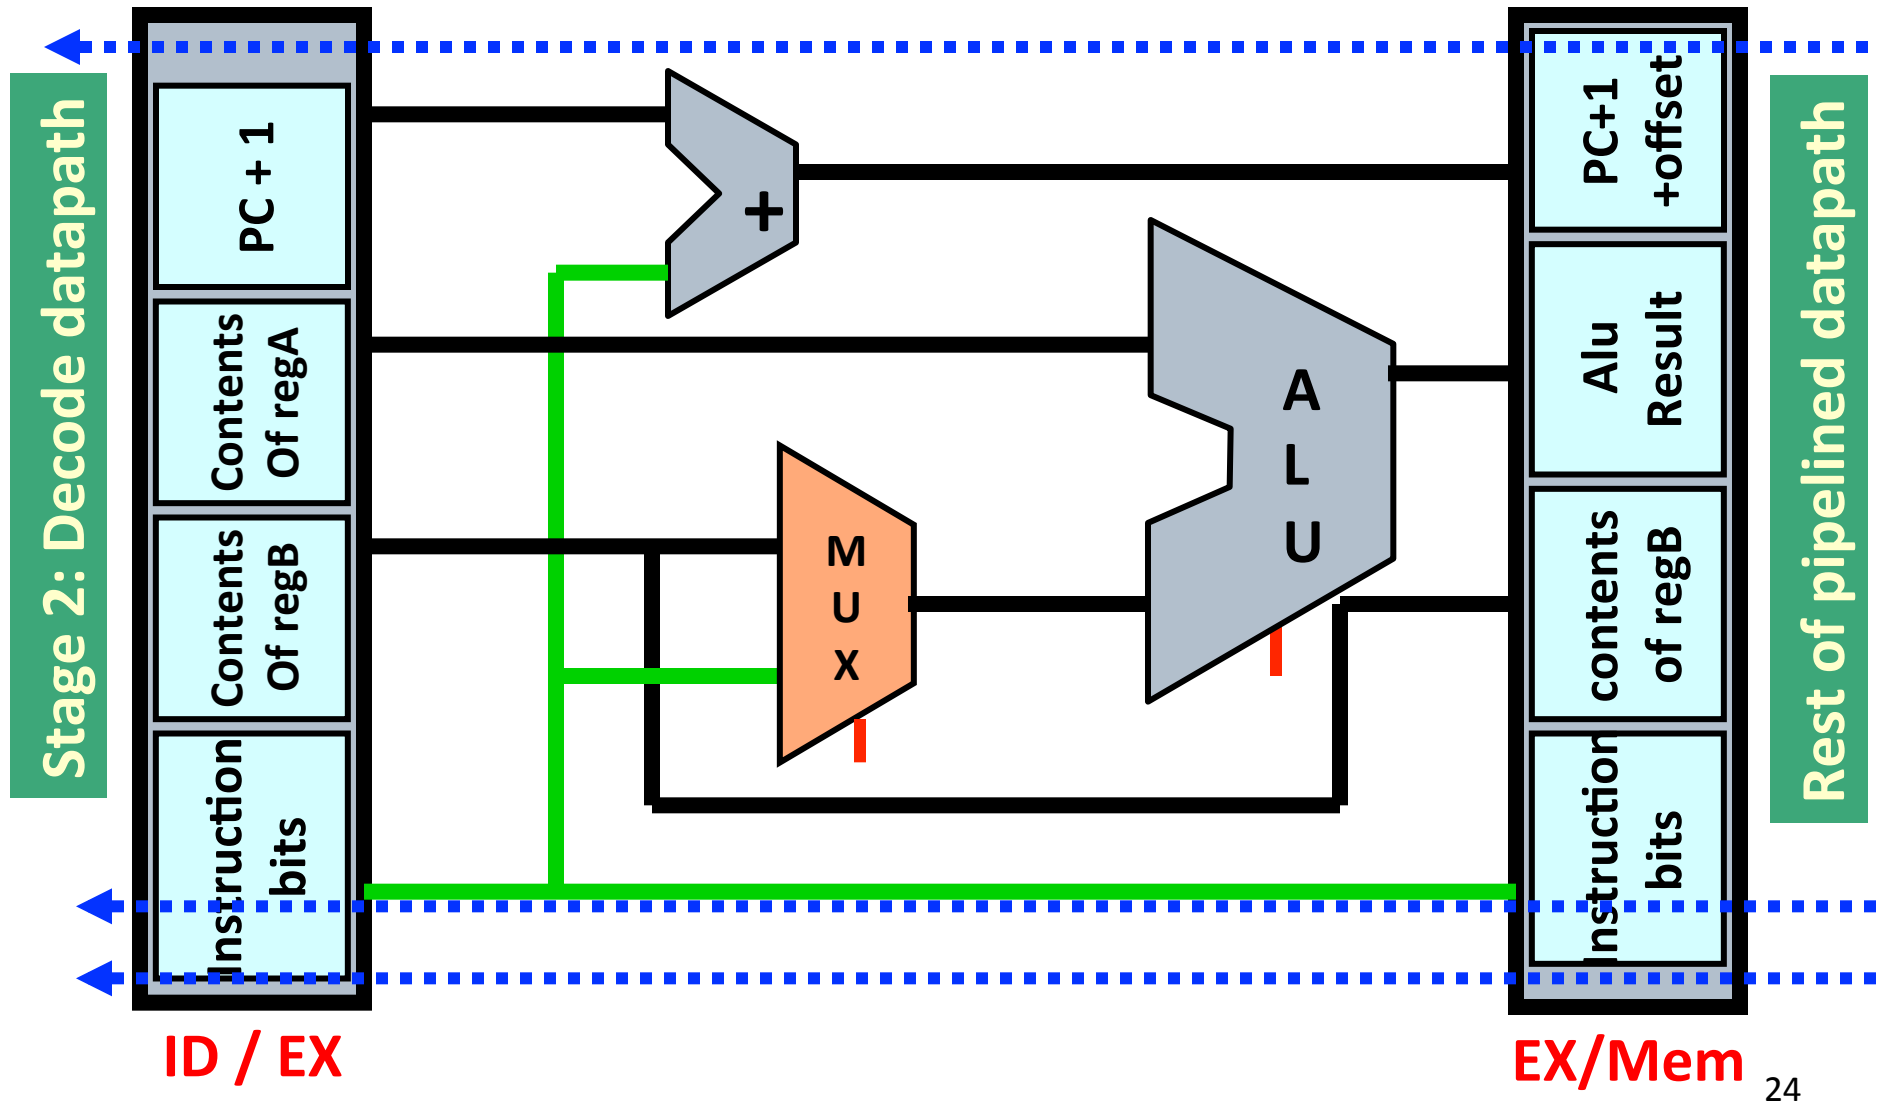 Stage 2: Decode datapath
PC + 1
Contents
Of regA
Contents
Of regB
Instruction
bits
ID / EX
+
M
U
X
A
L
U
PC+1
+offset
Alu
Result
contents
of regB
Instruction
bits
EX/Mem
Rest of pipelined datapath
24